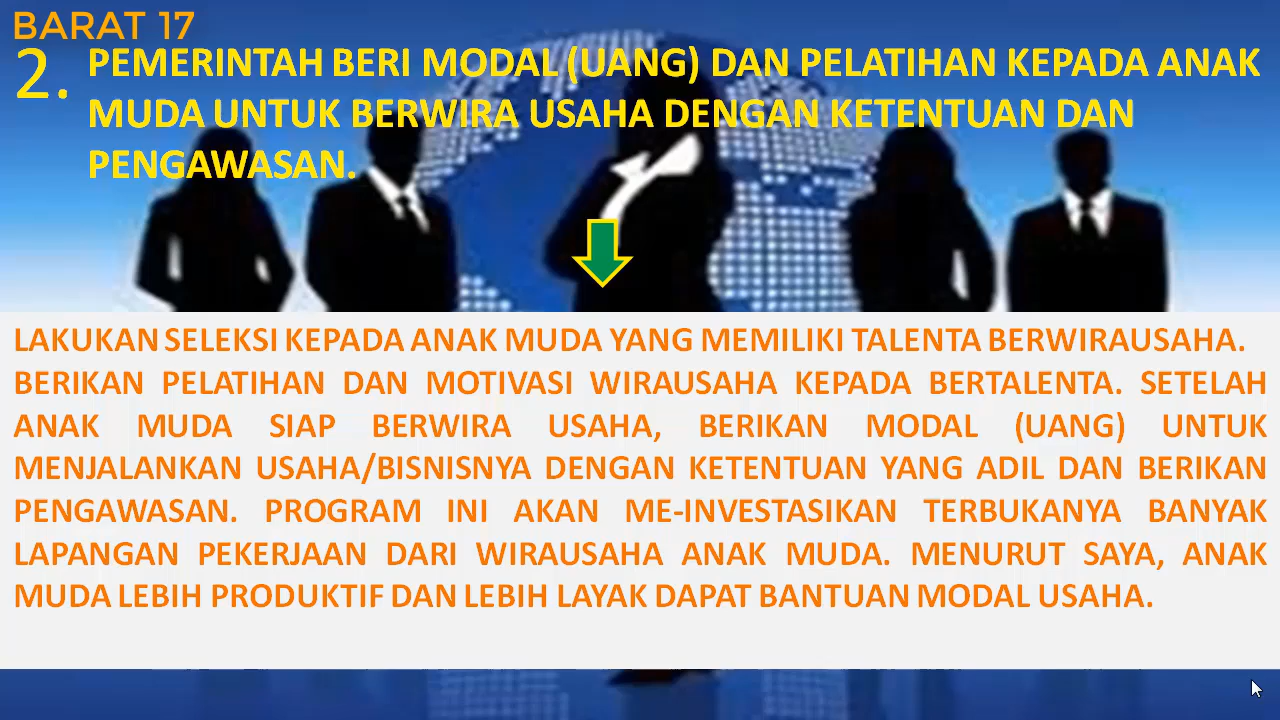 BARAT 17
2. PEMERINTAH BERI MODAL (UANG) DAN PELATIHAN KEPADA ANAK
MUDA UNTUK BERWIRA USAHA DENGAN KETENTUAN DAN
PENGAWASAN.
LAKUKAN SELEKSI KEPADA ANAK MUDA YANG MEMILIKI TALENTA BERWIRAUSAHA.
BERIKAN PELATIHAN DAN MOTIVASI WIRAUSAHA KEPADA BERTALENTA. SETELAH
ANAK MUDA SIAP BERWIRA USAHA, BERIKAN MODAL (UANG) UNTUK
MENJALANKAN USAHA/BISNISNYA DENGAN KETENTUAN YANG ADIL DAN BERIKAN
PENGAWASAN. PROGRAM INI AKAN ME-INVESTASIKAN TERBUKANYA BANYAK
LAPANGAN PEKERJAAN DARI WIRAUSAHA ANAK MUDA. MENURUT SAYA, ANAK
MUDA LEBIH PRODUKTIF DAN LEBIH LAYAK DAPAT BANTUAN MODAL USAHA.